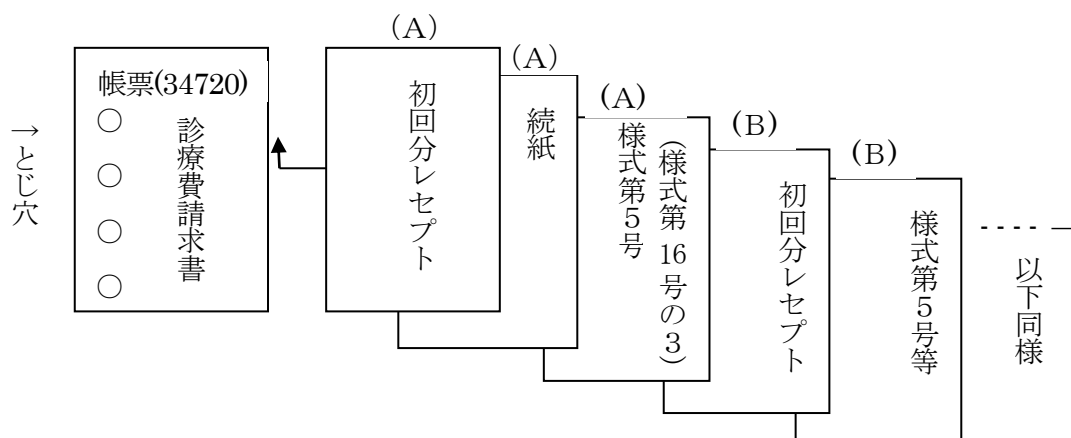 →とじ穴
帳票(34720)
○
○
○
○
診療費請求書
(A)
初回分レセプト
(A)
続紙
(A)
様式第5号
(様式第16号の3)
(B)
初回分レセプト
(B)
様式第5号等
以下同様